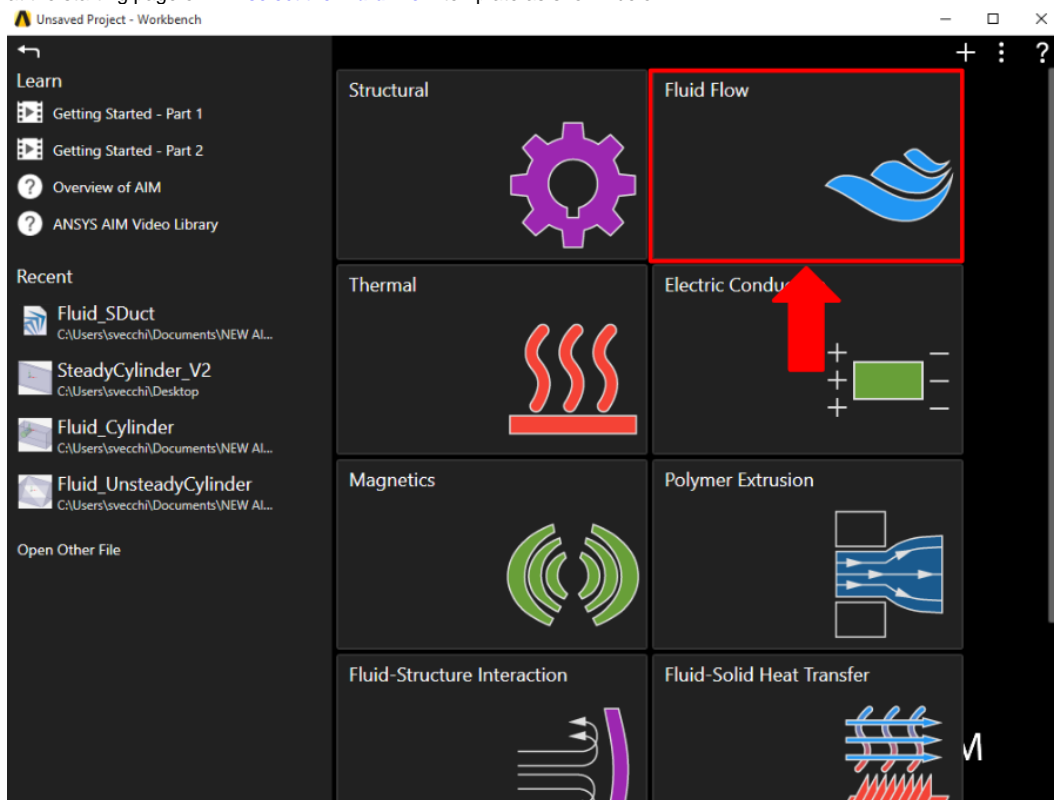 Unsaved Project - Workbench
Learn
Getting Started - Part 1
Getting Started - Part 2
Overview of AIM
ANSYS AIM Video Library
Recent
Fluid_SDuct
C:\Users\svecchi\Documents\NEW AI...
SteadyCylinder_V2
C:\Users\svecchi\Desktop
Fluid_Cylinder
C:\Users\svecchi\Documents\NEW AI...
Fluid_UnsteadyCylinder
C:\Users\svecchi\Documents\NEW AI...
Open Other File
Structural
Fluid Flow
Thermal
Electric
Magnetics
Polymer Extrusion
Fluid-Structure Interaction
Fluid-Solid Heat Transfer
M